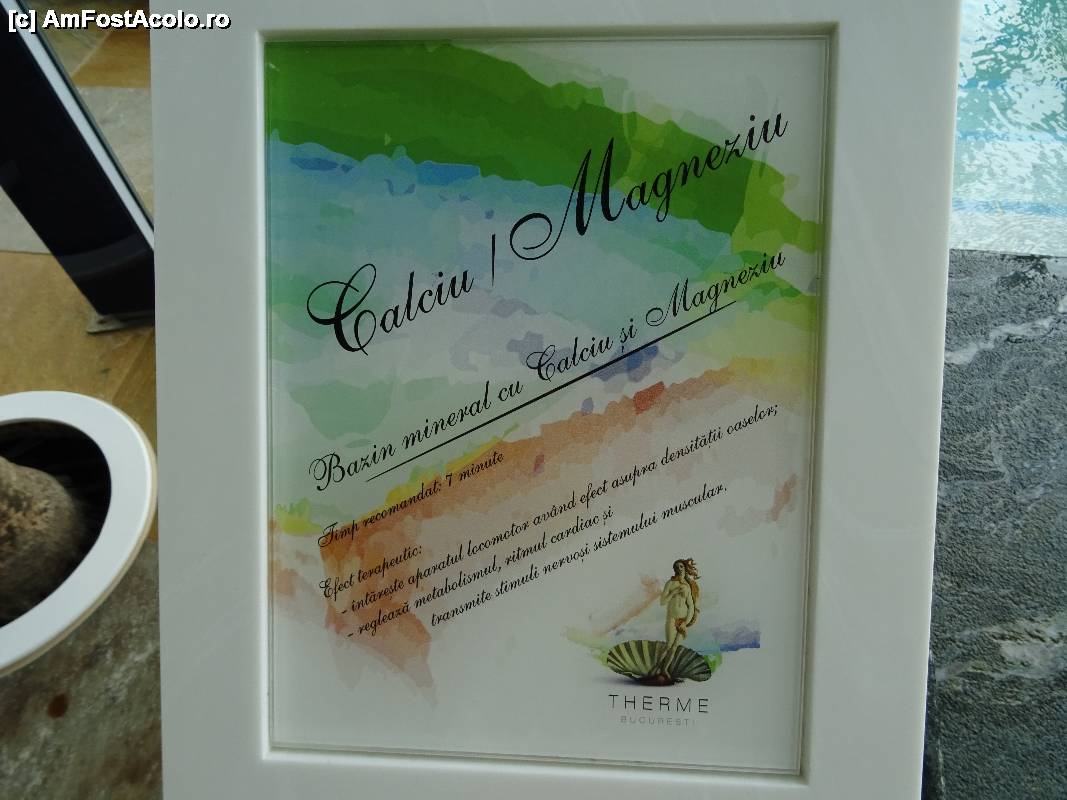 [c] AmFostAcolo.ro
Calciu / Magneziu
Bazin mineral cu Calciu și Magneziu
Timp recomandat: 7 minute
Efect terapeutic:
- întărește aparatul locomotor având efect asupra densității oaselor;
- reglează metabolismul, ritmul cardiac și
transmite stimuli nervoși sistemului muscular.
THERME
BUCUREȘTI